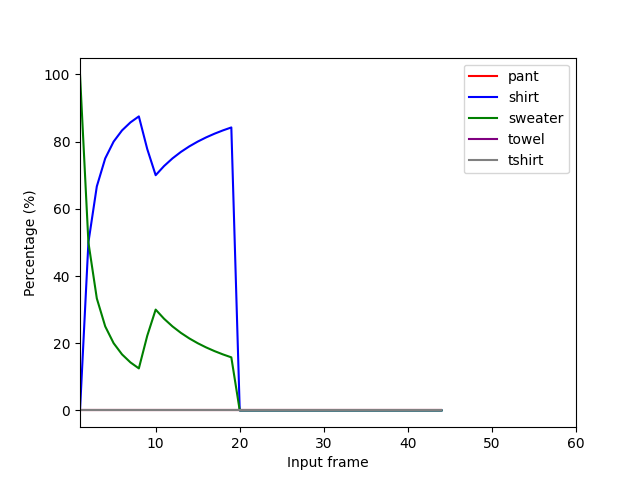 100
80
60
40
20
0
Percentage (%)
pant
shirt
sweater
towel
tshirt
10 20 30 40 50 60
Input frame